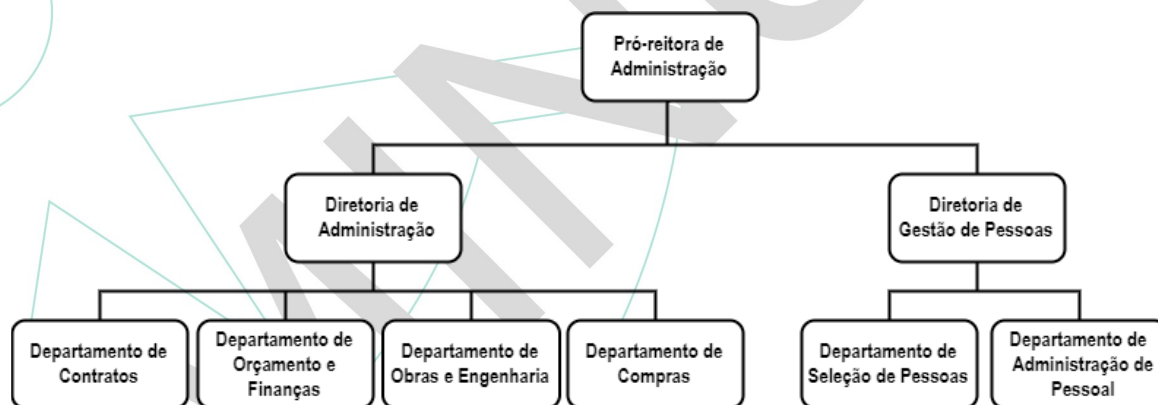 Pró-reitora de
Administração
Diretoria de
Administração
Diretoria de
Gestão de Pessoas
Departamento de
Contratos
Departamento de
Orçamento e
Finanças
Departamento de
Obras e Engenharia
Departamento de
Compras
Departamento de
Seleção de Pessoas
Departamento de
Administração de
Pessoal